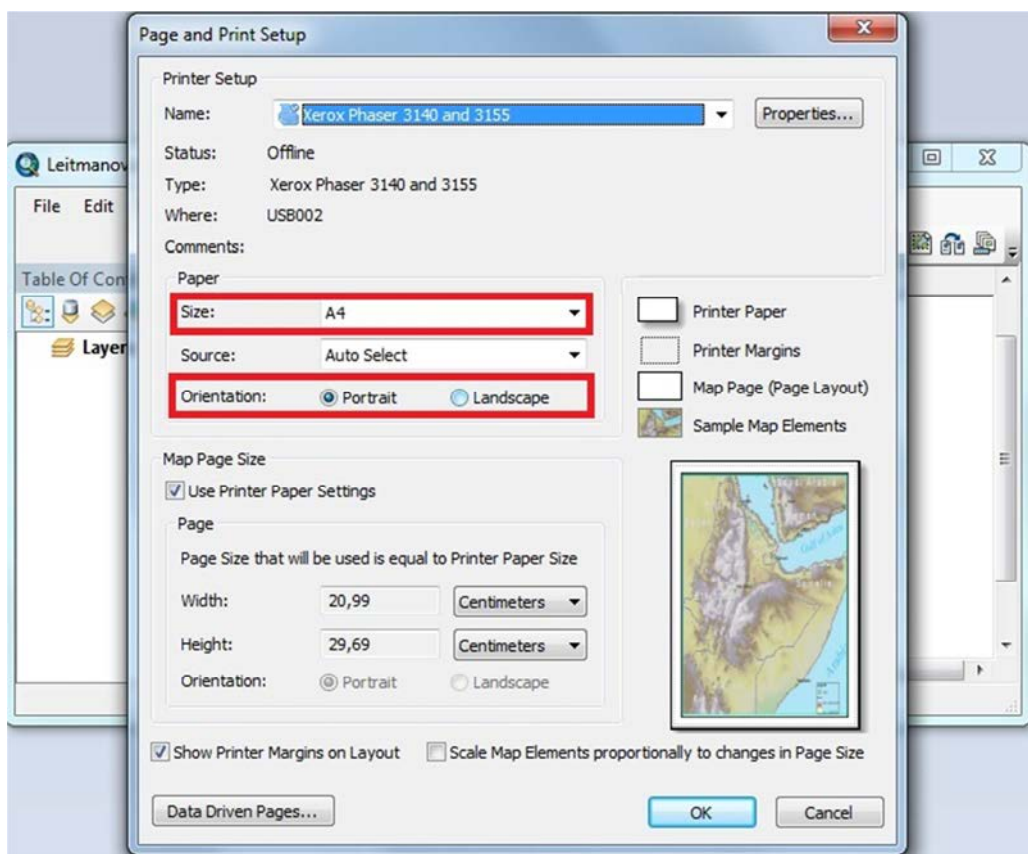 Page and Print Setup
Printer Setup
Name: Xerox Phaser 3140 and 3155 Properties...
Status: Offline
Type: Xerox Phaser 3140 and 3155
Where: USB002
Comments:
Leitmanov
File Edit
Table Of Con
Layer
Paper
Size: A4
Source: Auto Select
Orientation: Portrait Landscape
Printer Paper
Printer Margins
Map Page (Page Layout)
Sample Map Elements
Map Page Size
Use Printer Paper Settings
Page
Page Size that will be used is equal to Printer Paper Size
Width: 20,99 Centimeters
Height: 29,69 Centimeters
Orientation: Portrait Landscape
Show Printer Margins on Layout Scale Map Elements proportionally to changes in Page Size
Data Driven Pages... OK Cancel